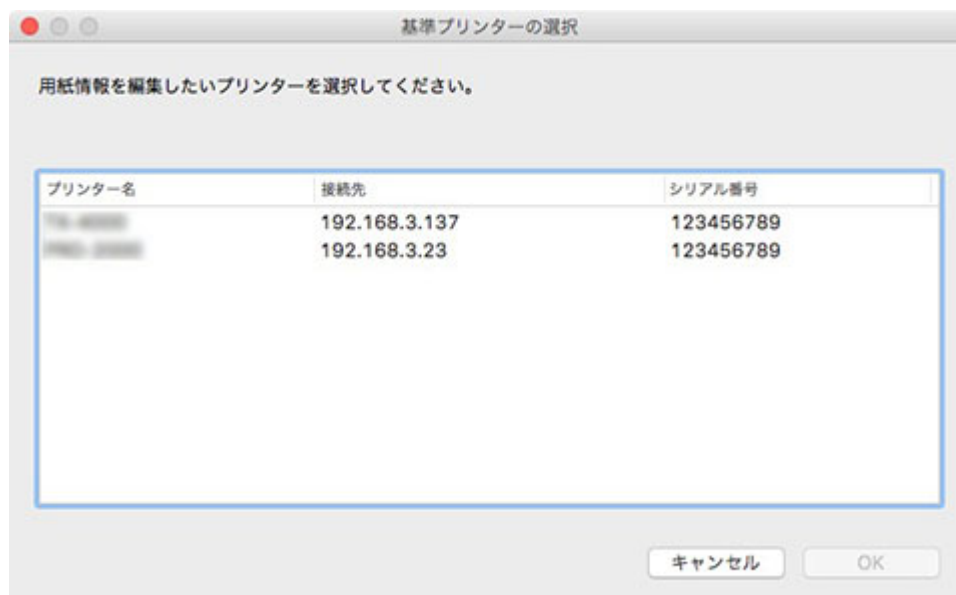 基準プリンターの選択
用紙情報を編集したいプリンターを選択してください。
プリンター名 接続先 シリアル番号
192.168.3.137 123456789
192.168.3.23 123456789
キャンセル OK